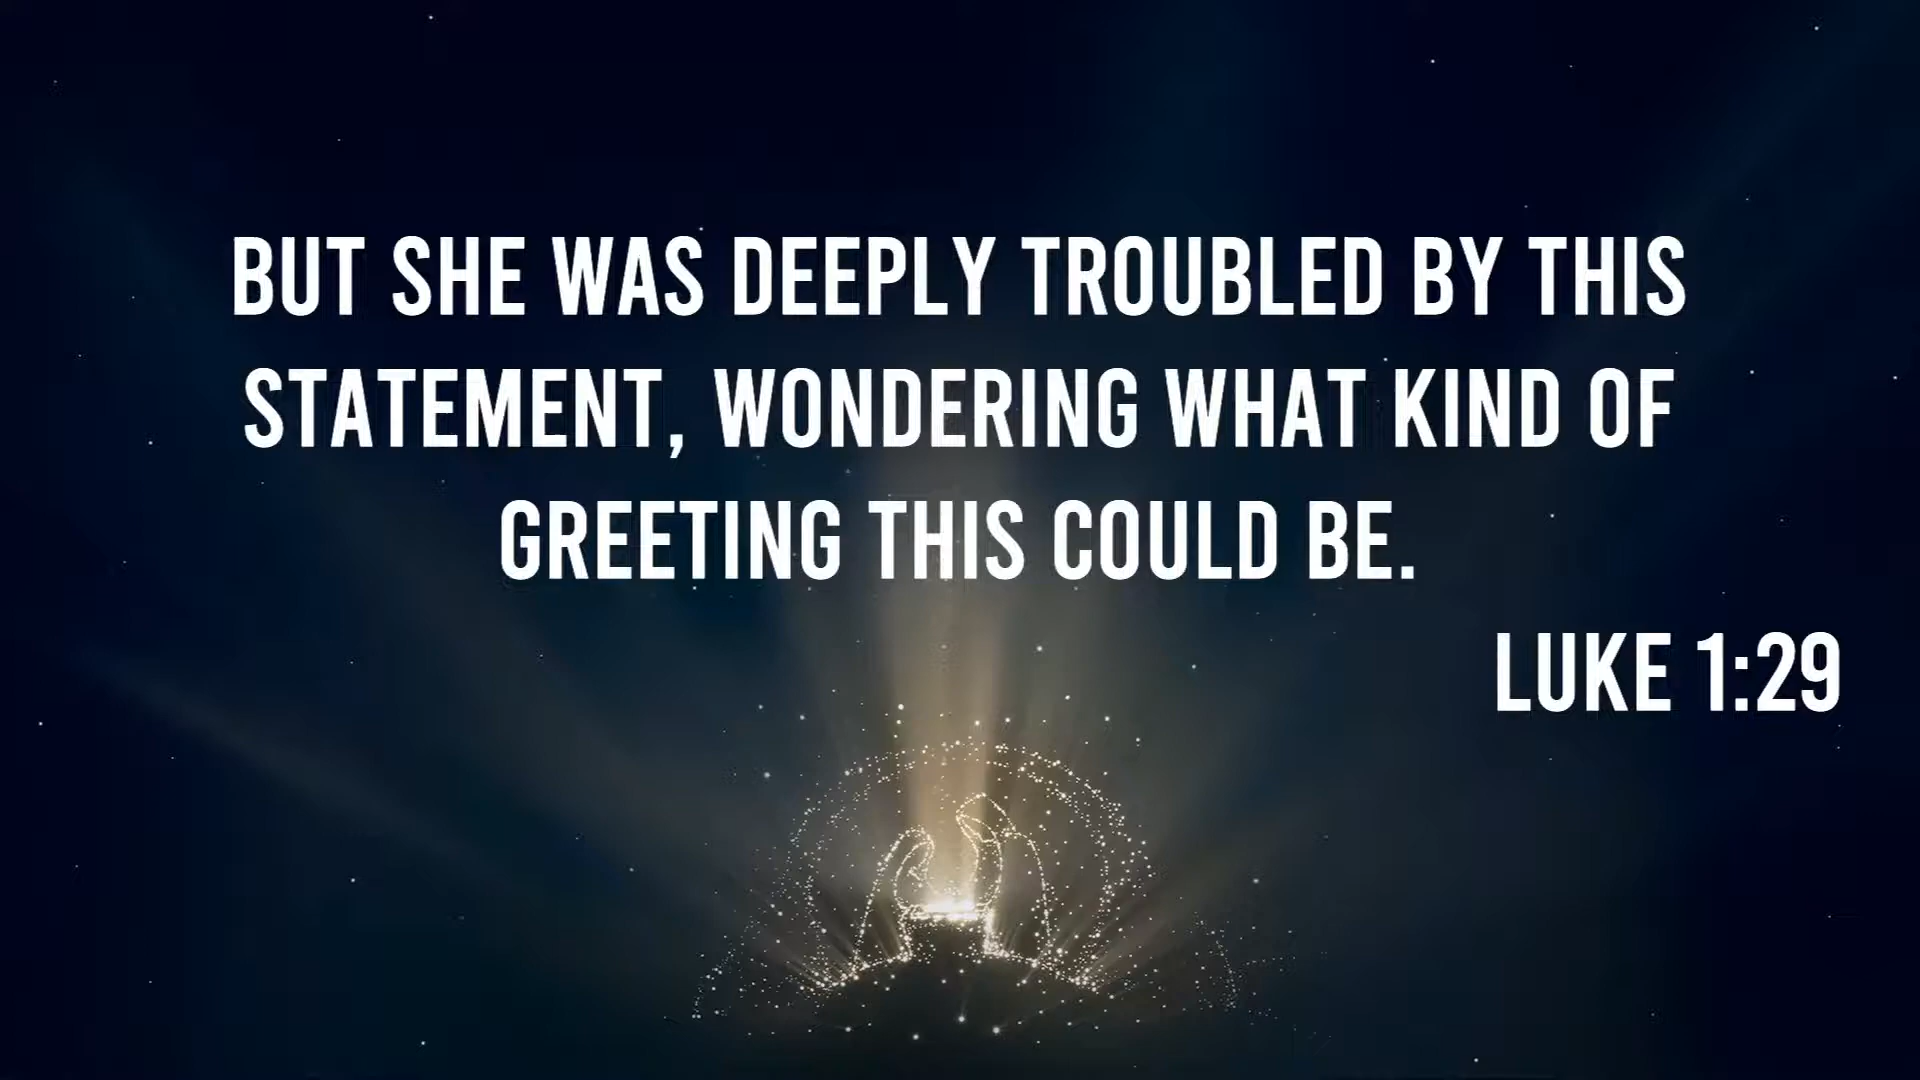 BUT SHE WAS DEEPLY TROUBLED BY THIS
STATEMENT, WONDERING WHAT KIND OF
GREETING THIS COULD BE.
LUKE 1:29